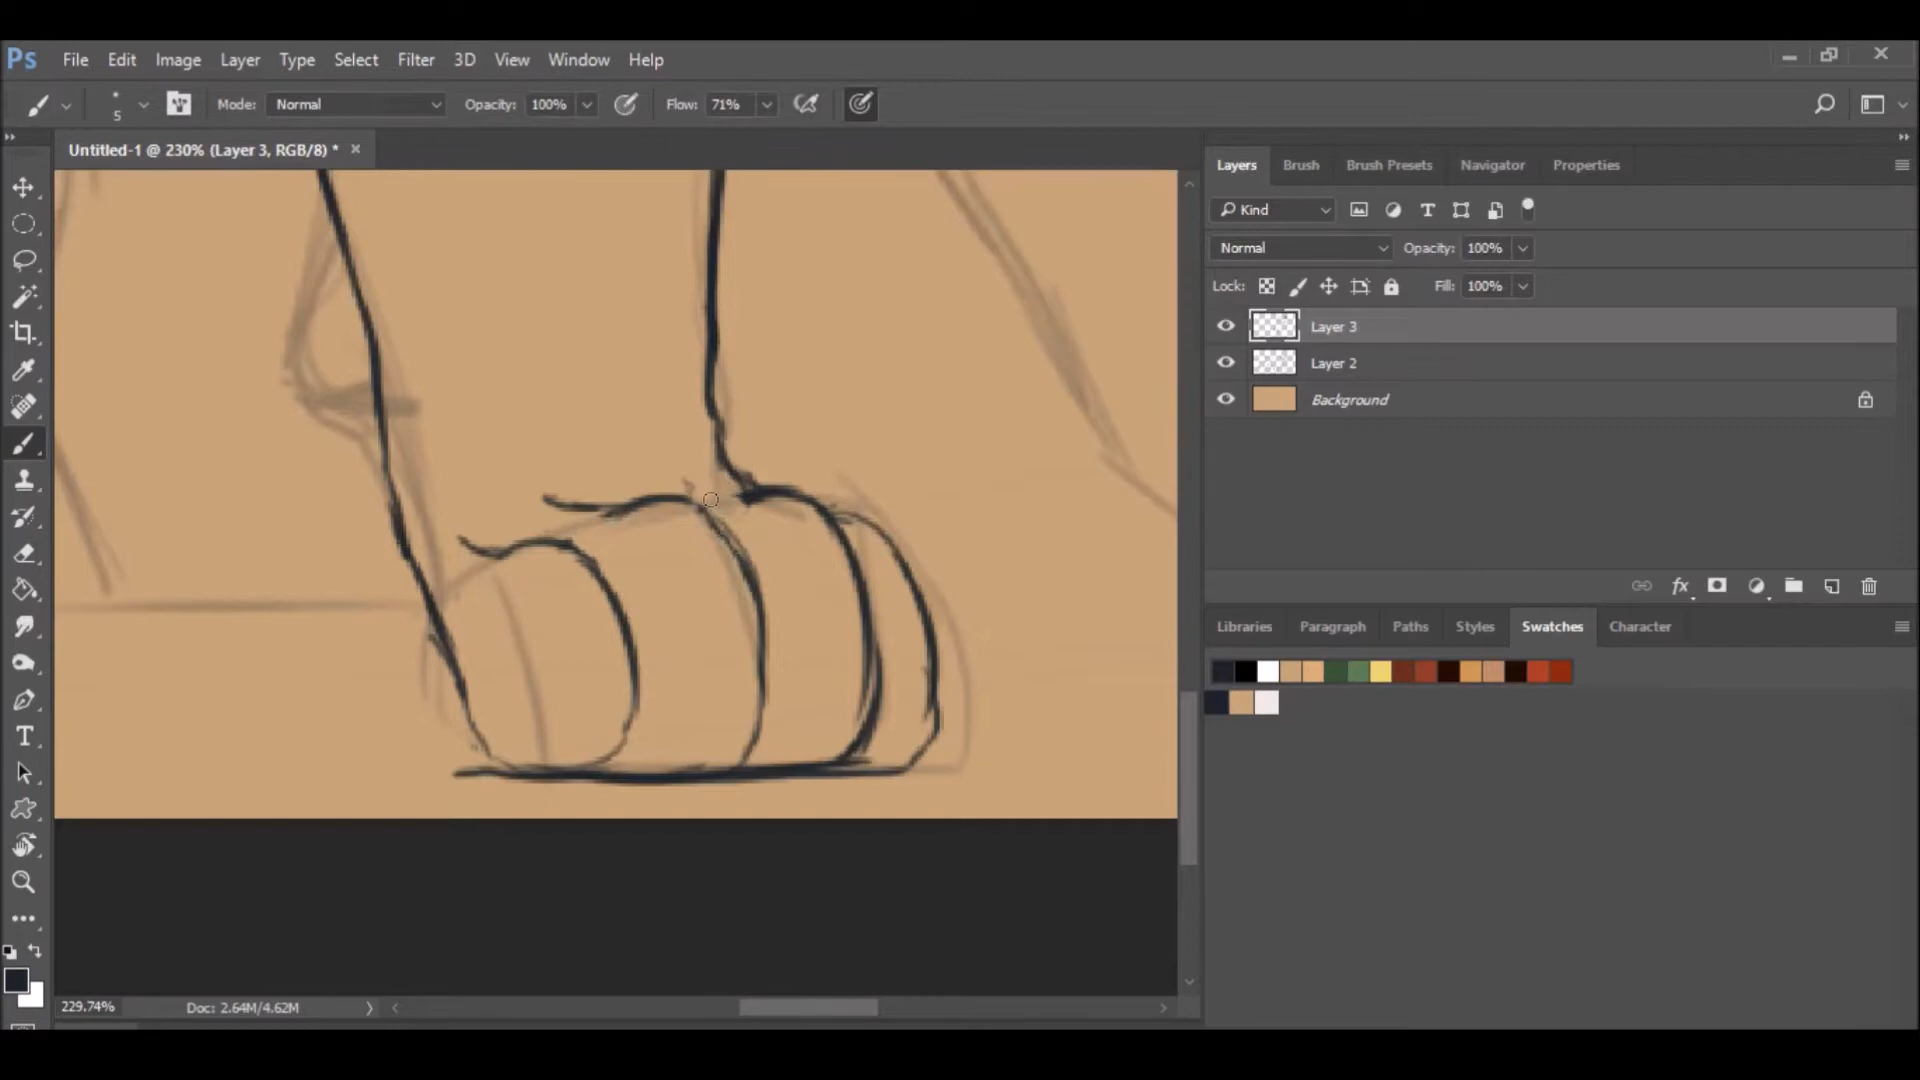 Ps File Edit Image Layer Type Select Filter 3D View Window Help
5 Mode: Normal Opacity: 100% Flow: 71%
Untitled-1 @ 230% (Layer 3, RGB/8) * ×
Layers Brush Brush Presets Navigator Properties
Kind
Normal Opacity: 100%
Lock: Fill: 100%
Layer 3
Layer 2
Background
fx
Libraries Paragraph Paths Styles Swatches Character
229.74% Doc: 2.64M/4.62M